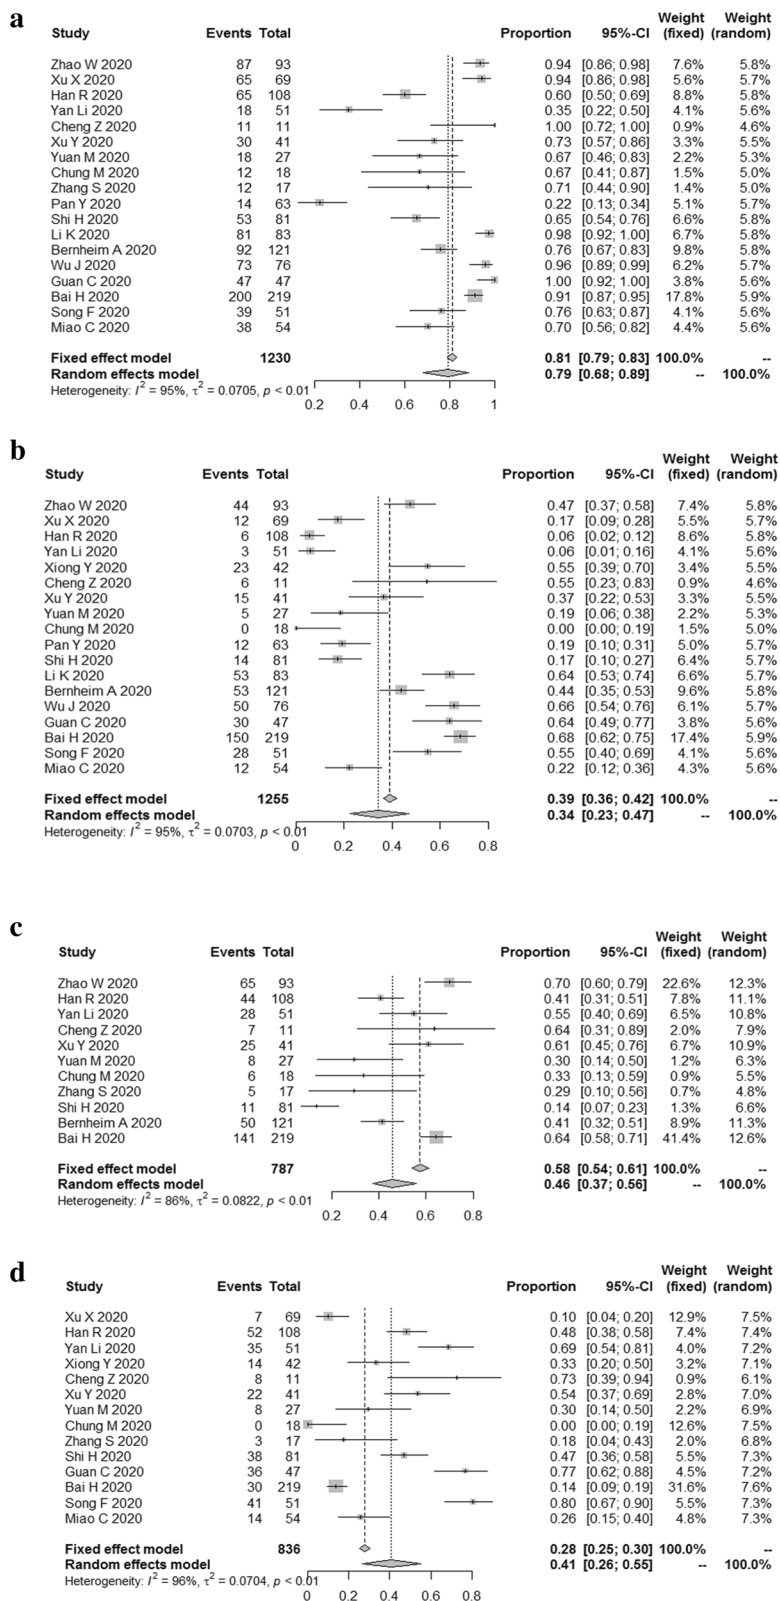 a
Study Events Total Proportion 95%-CI Weight (fixed) Weight (random)
Zhao W 2020 87 93 0.94 [0.86; 0.98] 7.6% 5.8%
Xu X 2020 65 69 0.94 [0.86; 0.98] 5.6% 5.7%
Han R 2020 65 108 0.60 [0.50; 0.69] 8.8% 5.8%
Yan Li 2020 18 51 0.35 [0.22; 0.50] 4.1% 5.6%
Cheng Z 2020 11 11 1.00 [0.72; 1.00] 0.9% 4.6%
Xu Y 2020 30 41 0.73 [0.57; 0.86] 3.3% 5.5%
Yuan M 2020 18 27 0.67 [0.46; 0.83] 2.2% 5.3%
Chung M 2020 12 18 0.67 [0.41; 0.87] 1.5% 5.0%
Zhang S 2020 12 17 0.71 [0.44; 0.90] 1.4% 5.0%
Pan Y 2020 14 63 0.22 [0.13; 0.34] 5.1% 5.7%
Shi H 2020 53 81 0.65 [0.54; 0.76] 6.6% 5.8%
Li K 2020 81 83 0.98 [0.92; 1.00] 6.7% 5.8%
Bernheim A 2020 92 121 0.76 [0.67; 0.83] 9.8% 5.8%
Wu J 2020 73 76 0.96 [0.89; 0.99] 6.2% 5.7%
Guan C 2020 47 47 1.00 [0.92; 1.00] 3.8% 5.6%
Bai H 2020 200 219 0.91 [0.87; 0.95] 17.8% 5.9%
Song F 2020 39 51 0.76 [0.63; 0.87] 4.1% 5.6%
Miao C 2020 38 54 0.70 [0.56; 0.82] 4.4% 5.6%
Fixed effect model 1230 0.81 [0.79; 0.83] 100.0% --
Random effects model 0.79 [0.68; 0.89] -- 100.0%
Heterogeneity: I² = 95%, τ² = 0.0705, p < 0.01
0.2 0.4 0.6 0.8 1
b
Study Events Total Proportion 95%-CI Weight (fixed) Weight (random)
Zhao W 2020 44 93 0.47 [0.37; 0.58] 7.4% 5.8%
Xu X 2020 12 69 0.17 [0.09; 0.28] 5.5% 5.7%
Han R 2020 6 108 0.06 [0.02; 0.12] 8.6% 5.8%
Yan Li 2020 3 51 0.06 [0.01; 0.16] 4.1% 5.6%
Xiong Y 2020 23 42 0.55 [0.39; 0.70] 3.4% 5.5%
Cheng Z 2020 6 11 0.55 [0.23; 0.83] 0.9% 4.6%
Xu Y 2020 15 41 0.37 [0.22; 0.53] 3.3% 5.5%
Yuan M 2020 5 27 0.19 [0.06; 0.38] 2.2% 5.3%
Chung M 2020 0 18 0.00 [0.00; 0.19] 1.5% 5.0%
Pan Y 2020 12 63 0.19 [0.10; 0.31] 5.0% 5.7%
Shi H 2020 14 81 0.17 [0.10; 0.27] 6.4% 5.7%
Li K 2020 53 83 0.64 [0.53; 0.74] 6.6% 5.7%
Bernheim A 2020 53 121 0.44 [0.35; 0.53] 9.6% 5.8%
Wu J 2020 50 76 0.66 [0.54; 0.76] 6.1% 5.7%
Guan C 2020 30 47 0.64 [0.49; 0.77] 3.8% 5.6%
Bai H 2020 150 219 0.68 [0.62; 0.75] 17.4% 5.9%
Song F 2020 28 51 0.55 [0.40; 0.69] 4.1% 5.6%
Miao C 2020 12 54 0.22 [0.12; 0.36] 4.3% 5.6%
Fixed effect model 1255 0.39 [0.36; 0.42] 100.0% --
Random effects model 0.34 [0.23; 0.47] -- 100.0%
Heterogeneity: I² = 95%, τ² = 0.0703, p < 0.01
0 0.2 0.4 0.6 0.8
c
Study Events Total Proportion 95%-CI Weight (fixed) Weight (random)
Zhao W 2020 65 93 0.70 [0.60; 0.79] 22.6% 12.3%
Han R 2020 44 108 0.41 [0.31; 0.51] 7.8% 11.1%
Yan Li 2020 28 51 0.55 [0.40; 0.69] 6.5% 10.8%
Cheng Z 2020 7 11 0.64 [0.31; 0.89] 2.0% 7.9%
Xu Y 2020 25 41 0.61 [0.45; 0.76] 6.7% 10.9%
Yuan M 2020 8 27 0.30 [0.14; 0.50] 1.2% 6.3%
Chung M 2020 6 18 0.33 [0.13; 0.59] 0.9% 5.5%
Zhang S 2020 5 17 0.29 [0.10; 0.56] 0.7% 4.8%
Shi H 2020 11 81 0.14 [0.07; 0.23] 1.3% 6.6%
Bernheim A 2020 50 121 0.41 [0.32; 0.51] 8.9% 11.3%
Bai H 2020 141 219 0.64 [0.58; 0.71] 41.4% 12.6%
Fixed effect model 787 0.58 [0.54; 0.61] 100.0% --
Random effects model 0.46 [0.37; 0.56] -- 100.0%
Heterogeneity: I² = 86%, τ² = 0.0822, p < 0.01
0.2 0.4 0.6 0.8
d
Study Events Total Proportion 95%-CI Weight (fixed) Weight (random)
Xu X 2020 7 69 0.10 [0.04; 0.20] 12.9% 7.5%
Han R 2020 52 108 0.48 [0.38; 0.58] 7.4% 7.4%
Yan Li 2020 35 51 0.69 [0.54; 0.81] 4.0% 7.2%
Xiong Y 2020 14 42 0.33 [0.20; 0.50] 3.2% 7.1%
Cheng Z 2020 8 11 0.73 [0.39; 0.94] 0.9% 6.1%
Xu Y 2020 22 41 0.54 [0.37; 0.69] 2.8% 7.0%
Yuan M 2020 8 27 0.30 [0.14; 0.50] 2.2% 6.9%
Chung M 2020 0 18 0.00 [0.00; 0.19] 12.6% 7.5%
Zhang S 2020 3 17 0.18 [0.04; 0.43] 2.0% 6.8%
Shi H 2020 38 81 0.47 [0.36; 0.58] 5.5% 7.3%
Guan C 2020 36 47 0.77 [0.62; 0.88] 4.5% 7.2%
Bai H 2020 30 219 0.14 [0.09; 0.19] 31.6% 7.6%
Song F 2020 41 51 0.80 [0.67; 0.90] 5.5% 7.3%
Miao C 2020 14 54 0.26 [0.15; 0.40] 4.8% 7.3%
Fixed effect model 836 0.28 [0.25; 0.30] 100.0% --
Random effects model 0.41 [0.26; 0.55] -- 100.0%
Heterogeneity: I² = 96%, τ² = 0.0704, p < 0.01
0 0.2 0.4 0.6 0.8